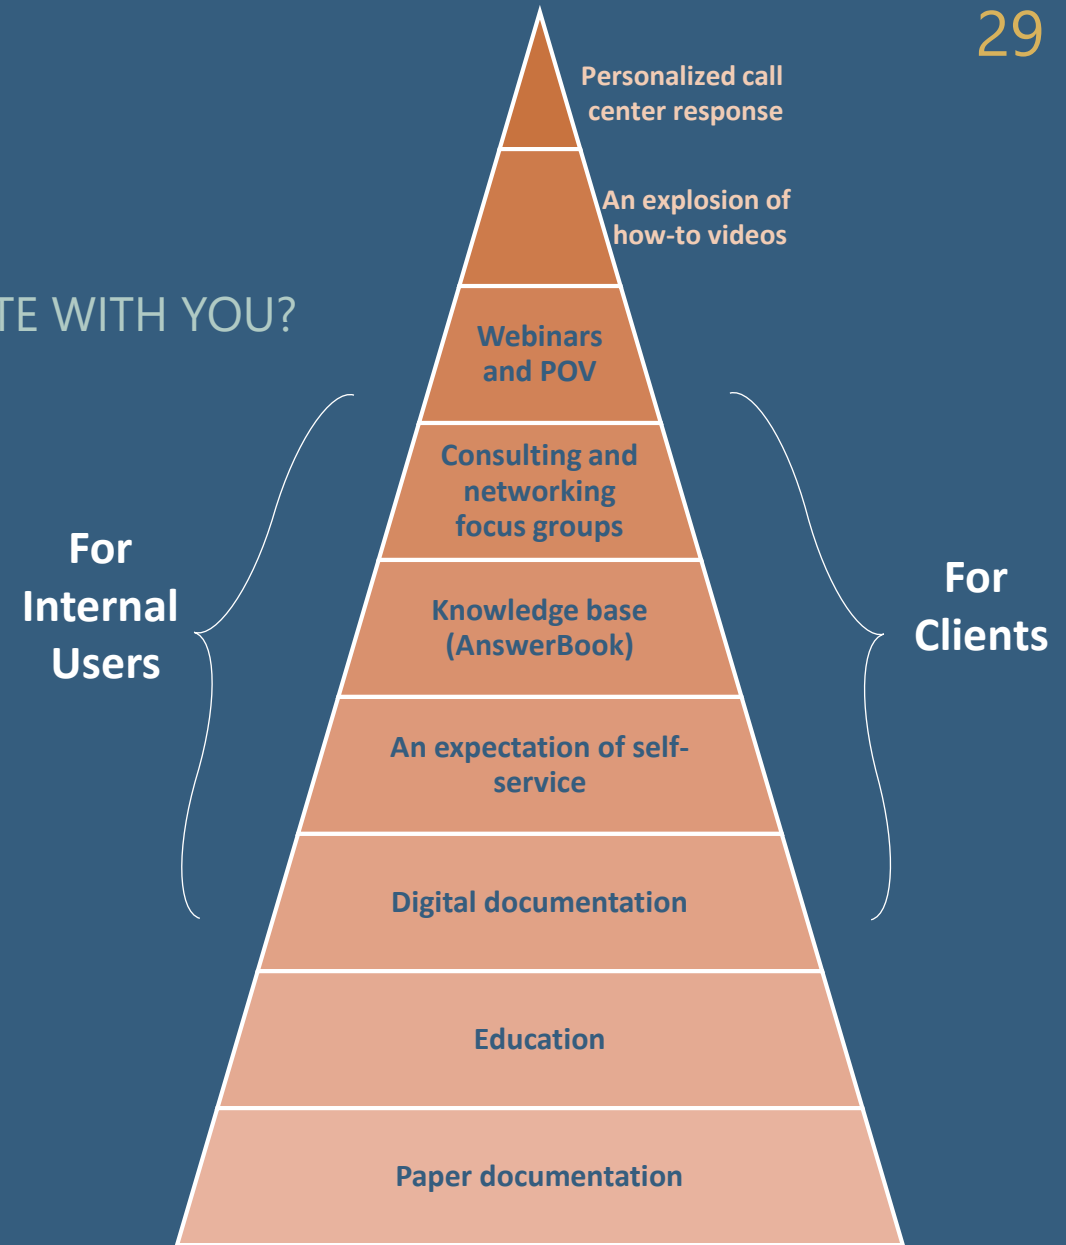 29
Personalized call
center response
An explosion of
how-to videos
TE WITH YOU?
Webinars
and POV
Consulting and
networking
focus groups
For
Internal
Users
For
Clients
Knowledge base
(AnswerBook)
An expectation of self-
service
Digital documentation
Education
Paper documentation